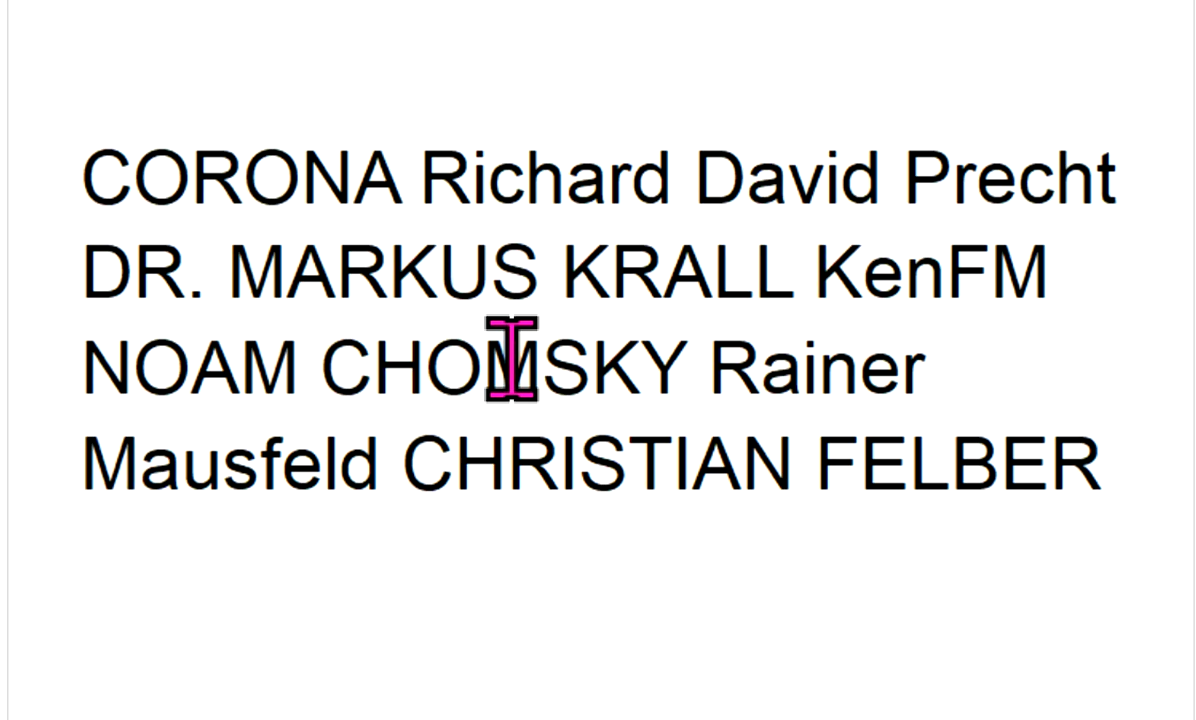 CORONA Richard David Precht
DR. MARKUS KRALL KenFM
NOAM CHOMSKY Rainer
Mausfeld CHRISTIAN FELBER